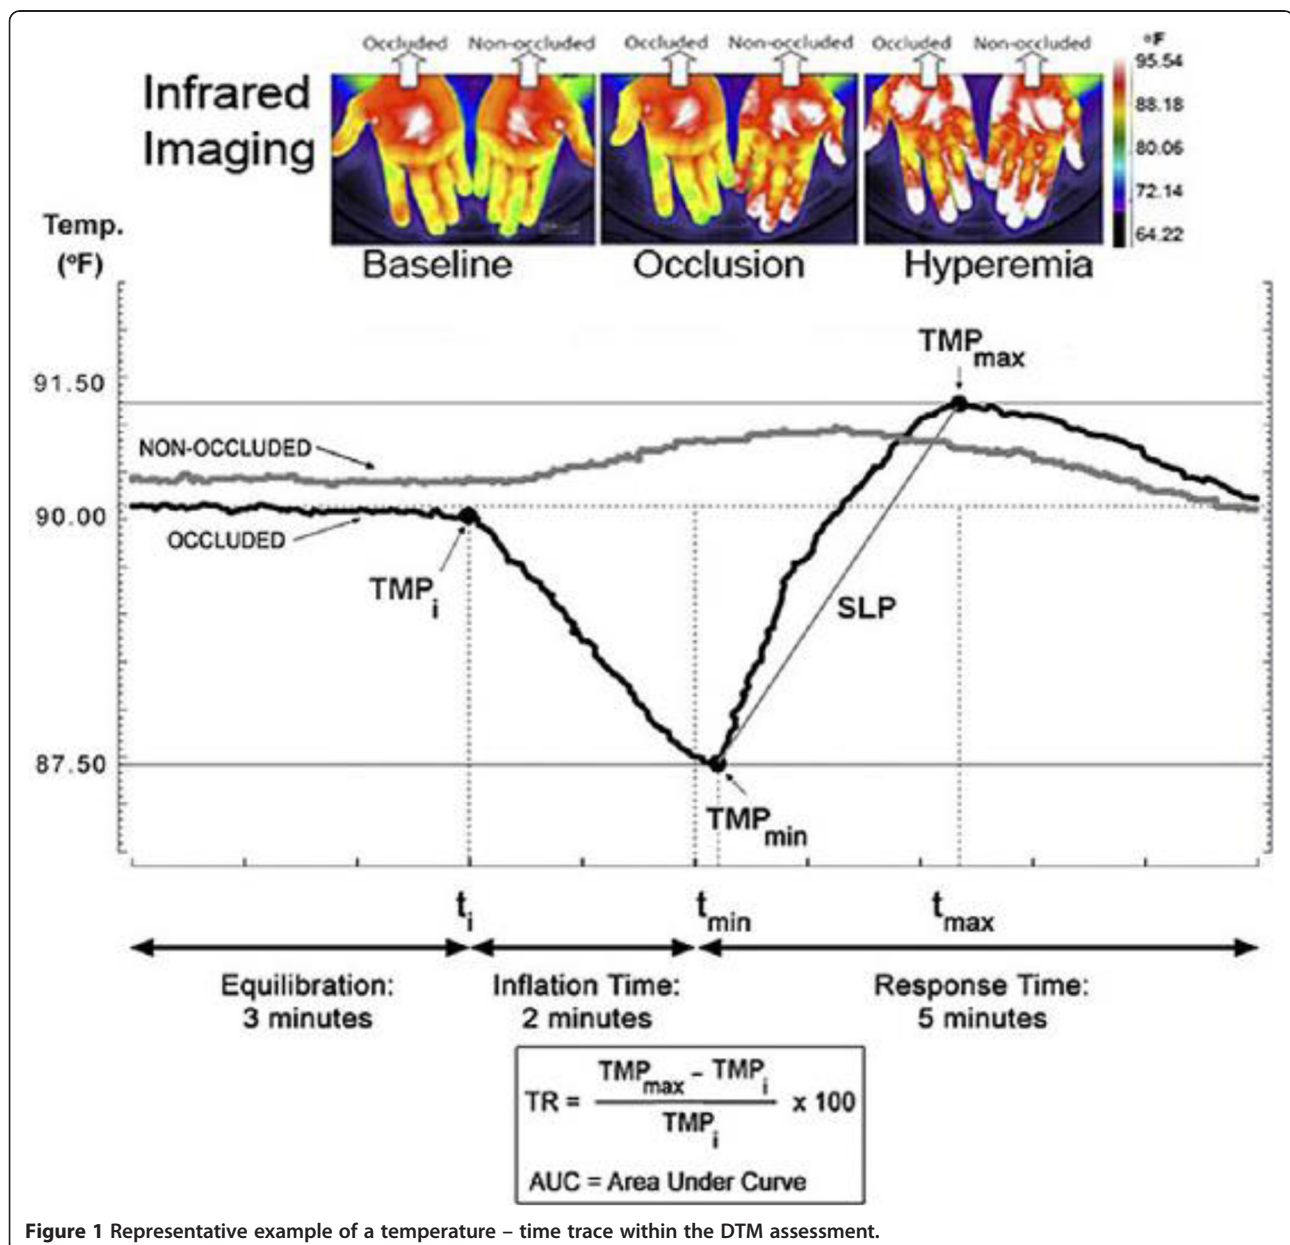 Occluded Non-occluded Occluded Non-occluded Occluded Non-occluded
Infrared
Imaging
°F
95.54
88.18
80.06
72.14
64.22
Baseline Occlusion Hyperemia
Temp.
(°F)
TMPmax
91.50
NON-OCCLUDED
90.00
OCCLUDED
TMPi
SLP
87.50
TMPmin
ti tmin tmax
Equilibration: Inflation Time: Response Time:
3 minutes 2 minutes 5 minutes
TR = TMPmax - TMPi x 100
TMPi
AUC = Area Under Curve
Figure 1 Representative example of a temperature – time trace within the DTM assessment.